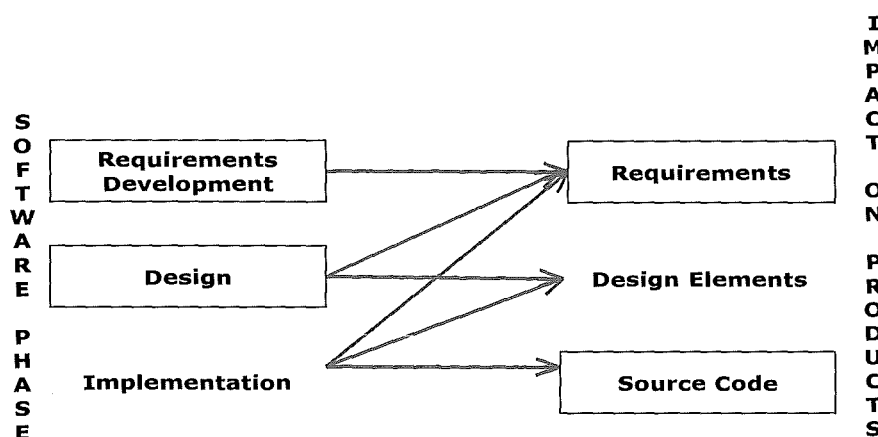 SOFTWARE PHASE
Requirements
Development
Design
Implementation
Requirements
Design Elements
Source Code
IMPACT ON PRODUCTS